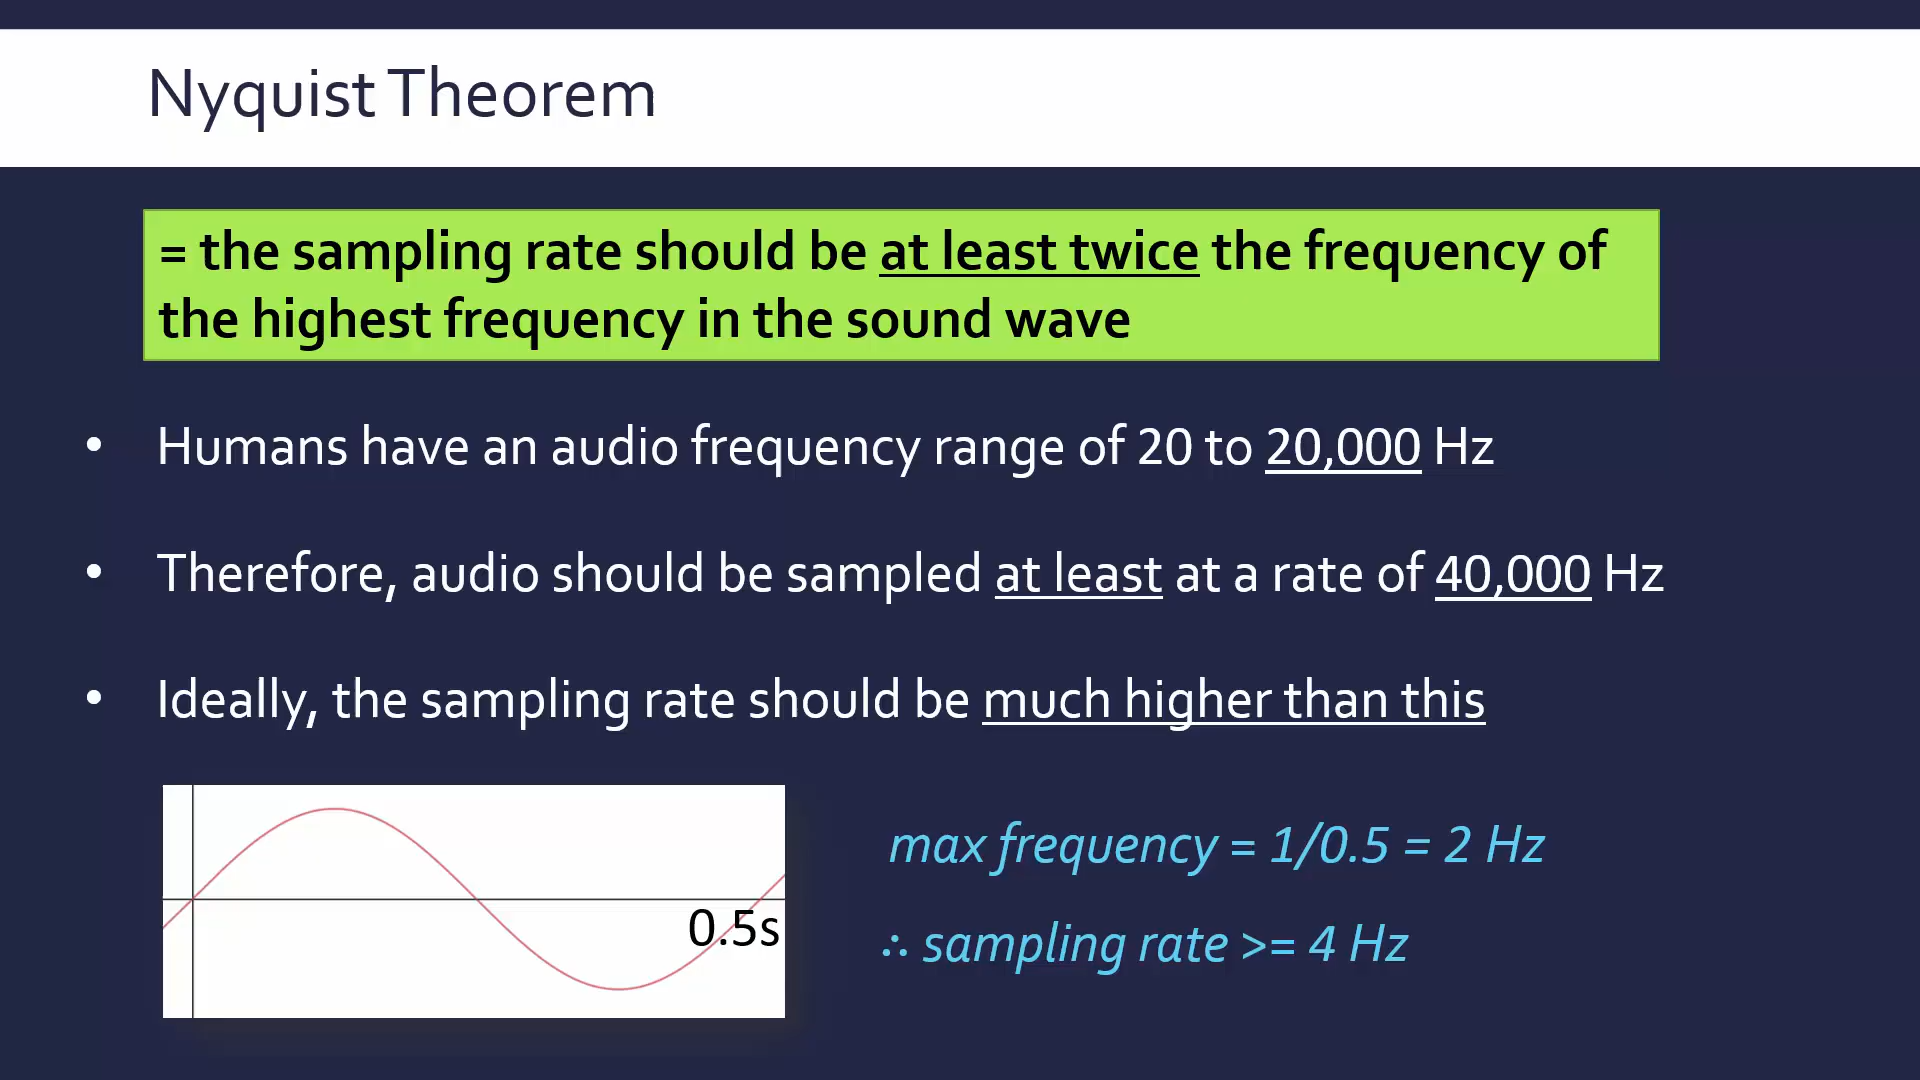 Nyquist Theorem
= the sampling rate should be at least twice the frequency of
the highest frequency in the sound wave
• Humans have an audio frequency range of 20 to 20,000 Hz
• Therefore, audio should be sampled at least at a rate of 40,000 Hz
• Ideally, the sampling rate should be much higher than this
0.5s
max frequency = 1/0.5 = 2 Hz
∴ sampling rate >= 4 Hz